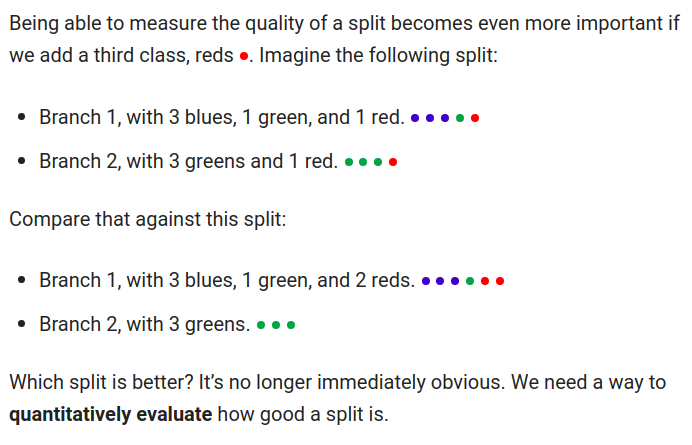 Being able to measure the quality of a split becomes even more important if
we add a third class, reds. Imagine the following split:
Branch 1, with 3 blues, 1 green, and 1 red.
Branch 2, with 3 greens and 1 red.
Compare that against this split:
Branch 1, with 3 blues, 1 green, and 2 reds.
Branch 2, with 3 greens.
Which split is better? It’s no longer immediately obvious. We need a way to
quantitatively evaluate how good a split is.